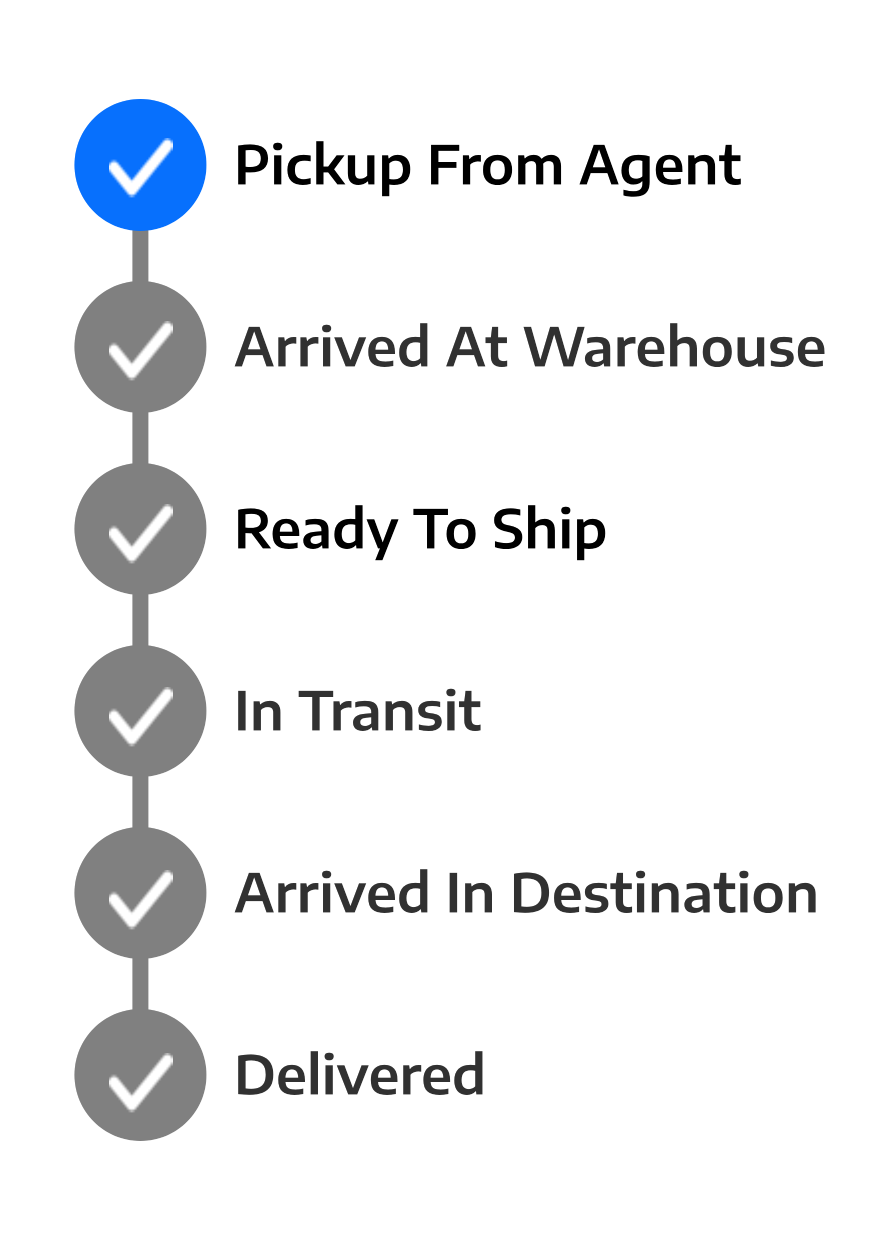 Pickup From Agent
Arrived At Warehouse
Ready To Ship
In Transit
Arrived In Destination
Delivered